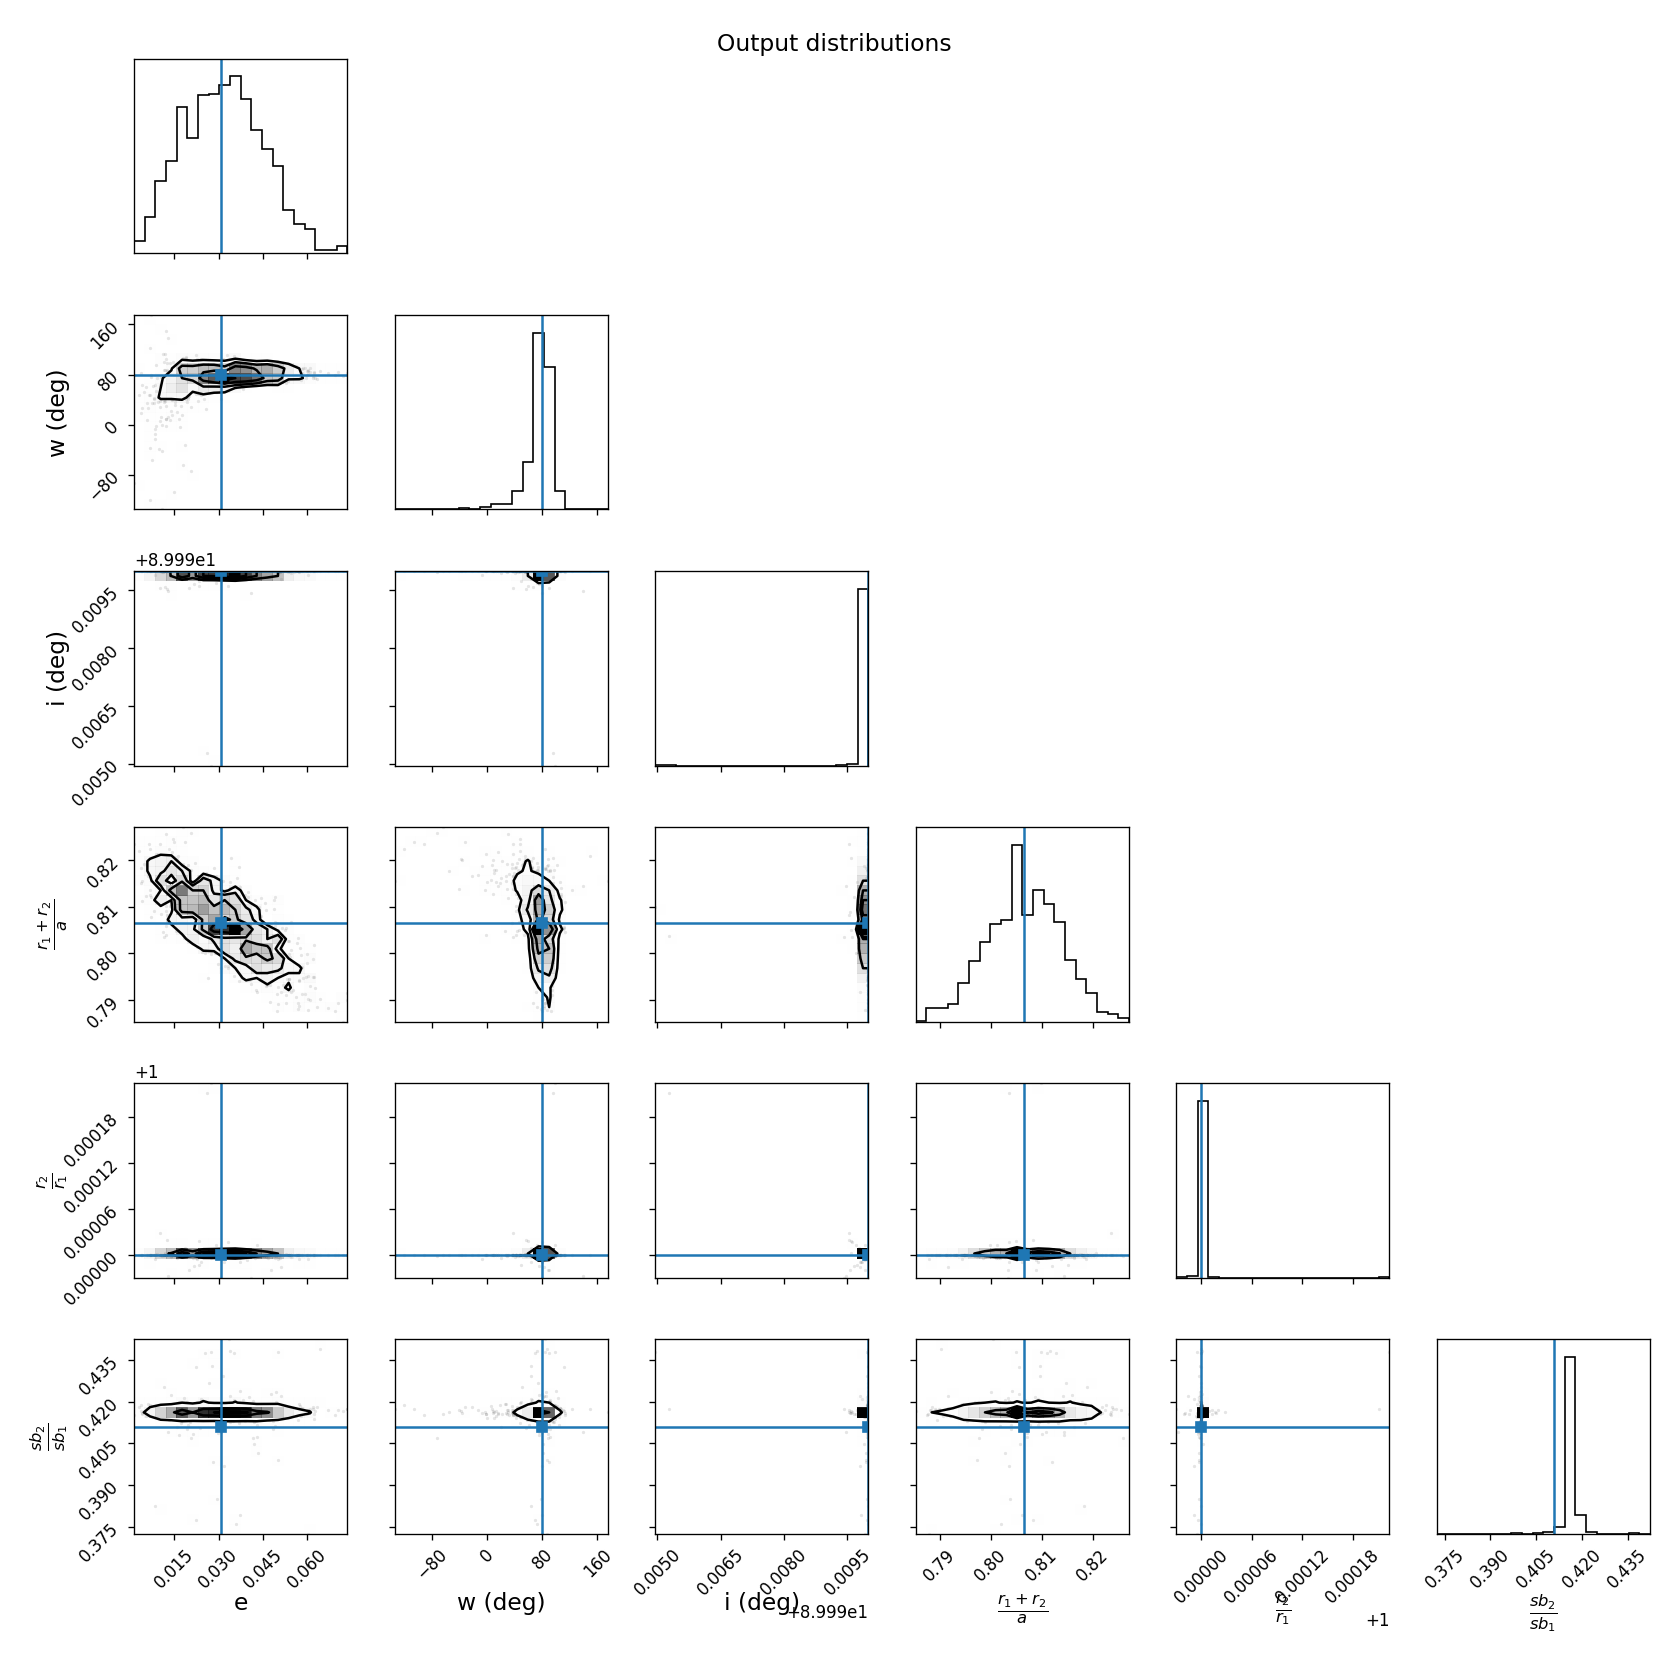 Output distributions
160
80
0
−80
w (deg)
+8.999e1
0.0095
0.0080
0.0065
0.0050
i (deg)
0.82
0.81
0.80
0.79
r₁ + r₂
a
+1
0.00018
0.00012
0.00006
0.00000
r₂
r₁
0.435
0.420
0.405
0.390
0.375
sb₂
sb₁
0.015 0.030 0.045 0.060
e
−80 0 80 160
w (deg)
0.0050 0.0065 0.0080 0.0095
i (deg)
+8.999e1
0.79 0.80 0.81 0.82
r₁ + r₂
a
0.00000 0.00006 0.00012 0.00018
r₂
r₁
+1
0.375 0.390 0.405 0.420 0.435
sb₂
sb₁